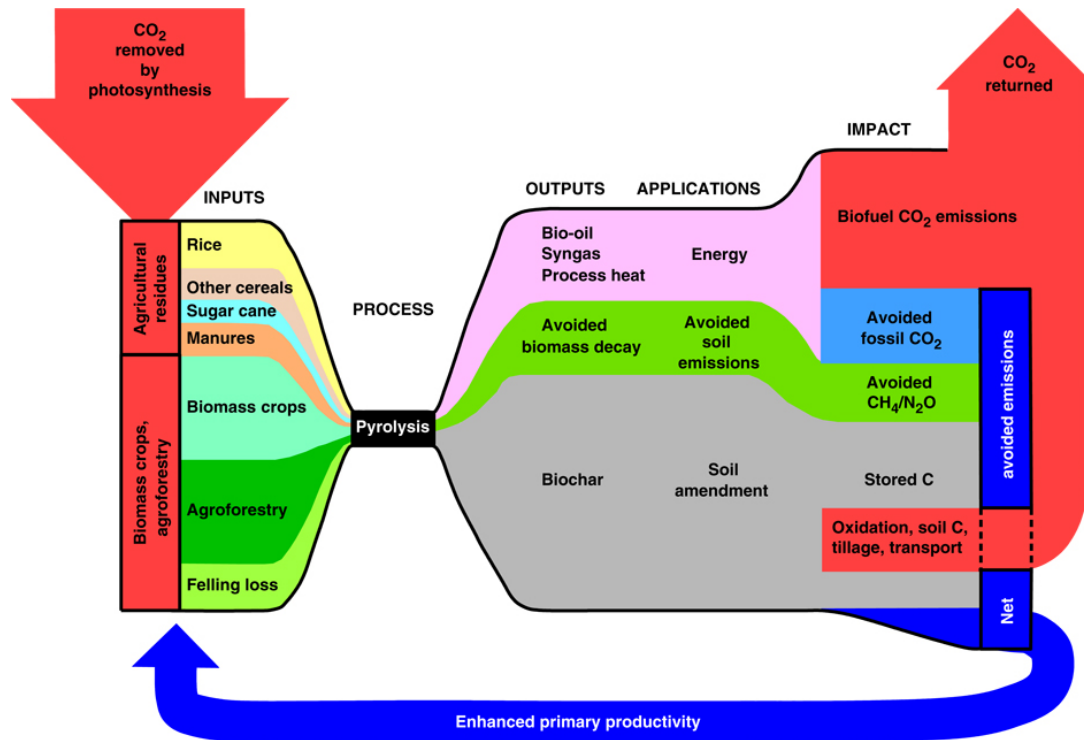 CO2
removed
by
photosynthesis
CO2
returned
IMPACT
INPUTS
OUTPUTS
APPLICATIONS
PROCESS
Agricultural
residues
Biomass crops,
agroforestry
Rice
Other cereals
Sugar cane
Manures
Biomass crops
Agroforestry
Felling loss
Pyrolysis
Bio-oil
Syngas
Process heat
Energy
Avoided
biomass decay
Avoided
soil
emissions
Biochar
Soil
amendment
Biofuel CO2 emissions
Avoided
fossil CO2
Avoided
CH4/N2O
Stored C
Oxidation, soil C,
tillage, transport
avoided emissions
Net
Enhanced primary productivity